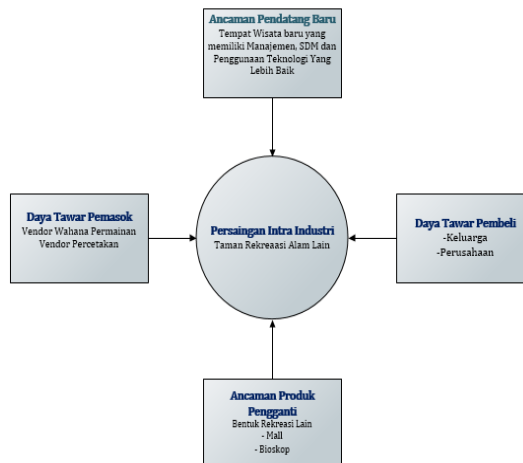 Ancaman Pendatang Baru
Tempat Wisata baru yang
memiliki Manajemen, SDM dan
Penggunaan Teknologi Yang
Lebih Baik
Daya Tawar Pemasok
Vendor Wahana Permainan
Vendor Percetakan
Persaingan Intra Industri
Taman Rekreaasi Alam Lain
Daya Tawar Pembeli
-Keluarga
-Perusahaan
Ancaman Produk
Pengganti
Bentuk Rekreasi Lain
- Mall
- Bioskop